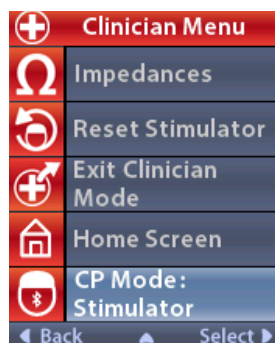 Clinician Menu
Impedances
Reset Stimulator
Exit Clinician
Mode
Home Screen
CP Mode:
Stimulator
Back Select